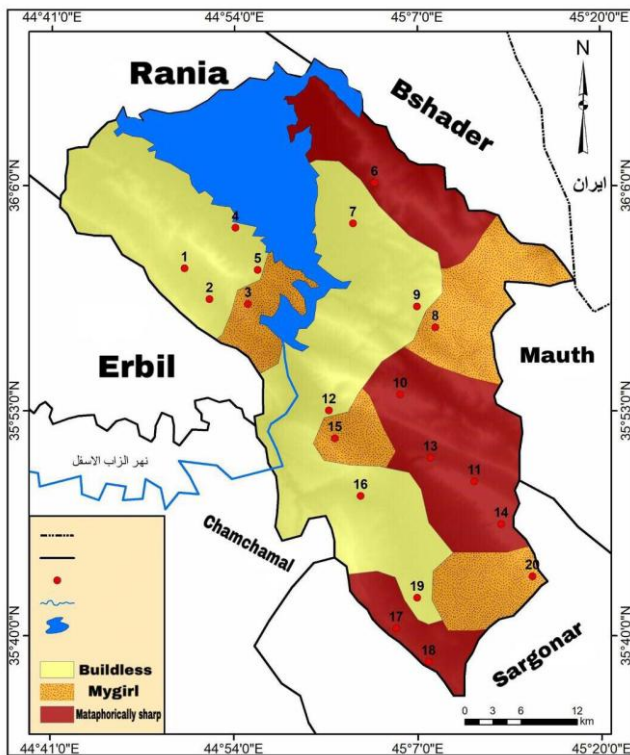 44°41'0"E 44°54'0"E 45°7'0"E 45°20'0"E
N
Rania
Bshader
ایران
36°6'0"N 36°6'0"N
6
7
4
1
5
2
3
9
8
Erbil
Mauth
35°53'0"N 35°53'0"N
10
12
15
13
نهر الزاب الاسفل
11
16
14
Chamchamal
20
19
17
18
Sargonar
35°40'0"N 35°40'0"N
Buildless
Mygirl
Mataphorically sharp
0 3 6 12
km
44°41'0"E 44°54'0"E 45°7'0"E 45°20'0"E